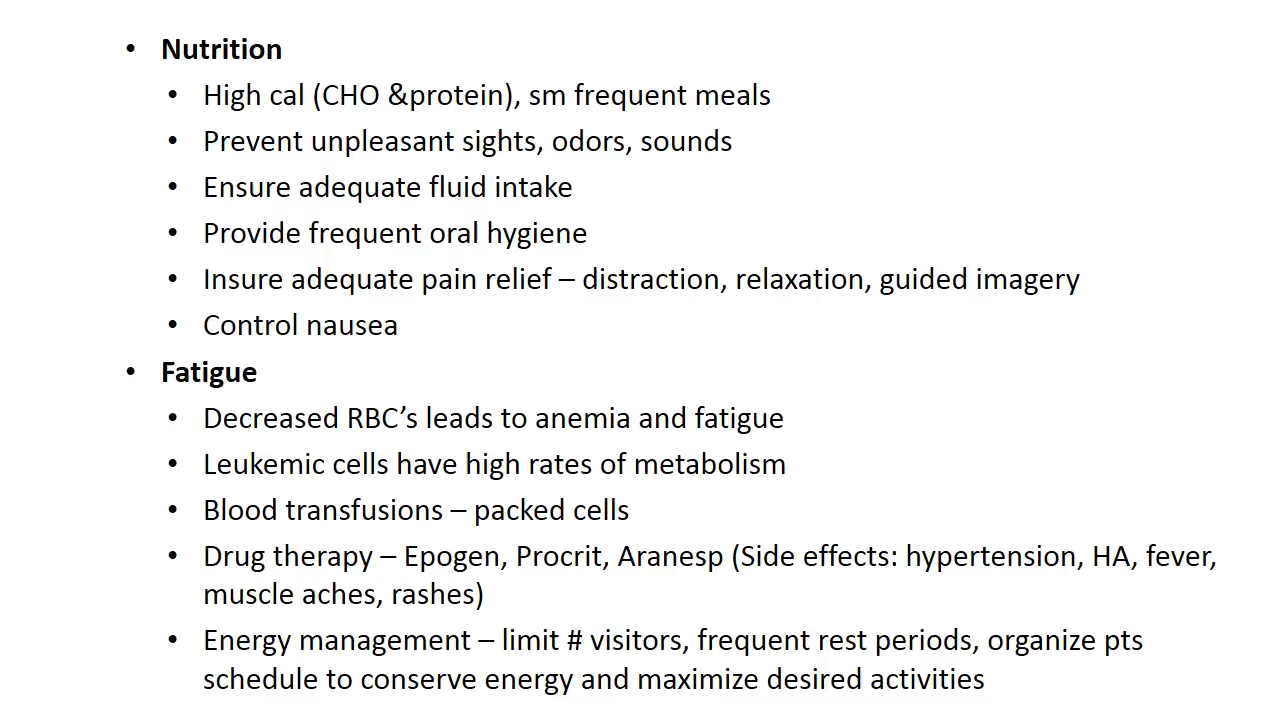 • Nutrition
• High cal (CHO &protein), sm frequent meals
• Prevent unpleasant sights, odors, sounds
• Ensure adequate fluid intake
• Provide frequent oral hygiene
• Insure adequate pain relief – distraction, relaxation, guided imagery
• Control nausea
• Fatigue
• Decreased RBC’s leads to anemia and fatigue
• Leukemic cells have high rates of metabolism
• Blood transfusions – packed cells
• Drug therapy – Epogen, Procrit, Aranesp (Side effects: hypertension, HA, fever,
muscle aches, rashes)
• Energy management – limit # visitors, frequent rest periods, organize pts
schedule to conserve energy and maximize desired activities